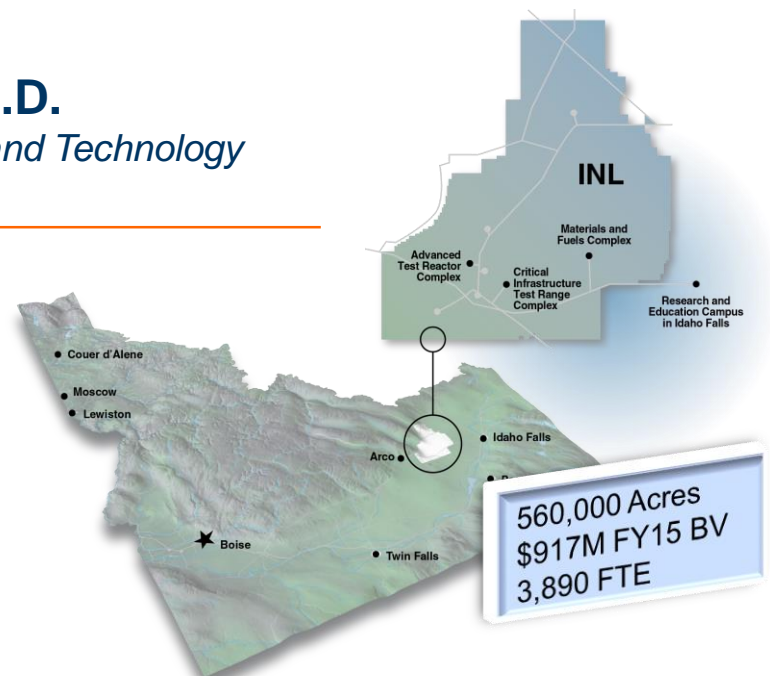 .D.
nd Technology
INL
Materials and
Fuels Complex
Advanced
Test Reactor
Complex
Critical
Infrastructure
Test Range
Complex
Research and
Education Campus
in Idaho Falls
Couer d'Alene
Moscow
Lewiston
Idaho Falls
Arco
Boise
Twin Falls
560,000 Acres
$917M FY15 BV
3,890 FTE